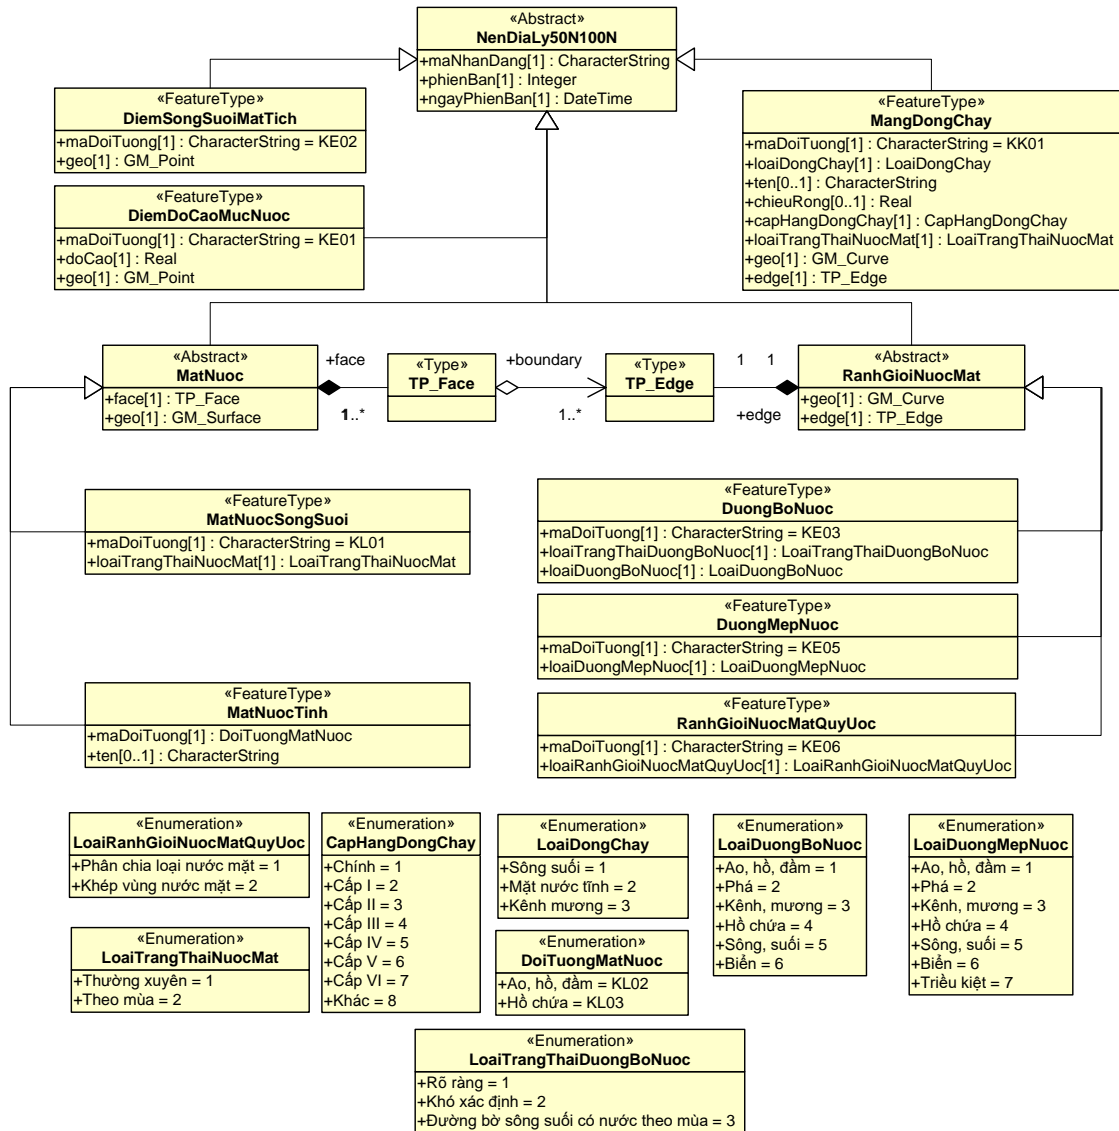 «Abstract»
NenDiaLy50N100N
+maNhanDang[1] : CharacterString
+phienBan[1] : Integer
+ngayPhienBan[1] : DateTime
«FeatureType»
DiemSongSuoiMatTich
+maDoiTuong[1] : CharacterString = KE02
+geo[1] : GM_Point
«FeatureType»
MangDongChay
+maDoiTuong[1] : CharacterString = KK01
+loaiDongChay[1] : LoaiDongChay
+ten[0..1] : CharacterString
+chieuRong[0..1] : Real
+capHangDongChay[1] : CapHangDongChay
+loaiTrangThaiNuocMat[1] : LoaiTrangThaiNuocMat
+geo[1] : GM_Curve
+edge[1] : TP_Edge
«FeatureType»
DiemDoCaoMucNuoc
+maDoiTuong[1] : CharacterString = KE01
+doCao[1] : Real
+geo[1] : GM_Point
«Abstract»
MatNuoc
+face[1] : TP_Face
+geo[1] : GM_Surface
+face
1..*
«Type»
TP_Face
+boundary
1..*
«Type»
TP_Edge
1 1
+edge
«Abstract»
RanhGioiNuocMat
+geo[1] : GM_Curve
+edge[1] : TP_Edge
«FeatureType»
MatNuocSongSuoi
+maDoiTuong[1] : CharacterString = KL01
+loaiTrangThaiNuocMat[1] : LoaiTrangThaiNuocMat
«FeatureType»
DuongBoNuoc
+maDoiTuong[1] : CharacterString = KE03
+loaiTrangThaiDuongBoNuoc[1] : LoaiTrangThaiDuongBoNuoc
+loaiDuongBoNuoc[1] : LoaiDuongBoNuoc
«FeatureType»
DuongMepNuoc
+maDoiTuong[1] : CharacterString = KE05
+loaiDuongMepNuoc[1] : LoaiDuongMepNuoc
«FeatureType»
MatNuocTinh
+maDoiTuong[1] : DoiTuongMatNuoc
+ten[0..1] : CharacterString
«FeatureType»
RanhGioiNuocMatQuyUoc
+maDoiTuong[1] : CharacterString = KE06
+loaiRanhGioiNuocMatQuyUoc[1] : LoaiRanhGioiNuocMatQuyUoc
«Enumeration»
LoaiRanhGioiNuocMatQuyUoc
+Phân chia loại nước mặt = 1
+Khép vùng nước mặt = 2
«Enumeration»
CapHangDongChay
+Chính = 1
+Cấp I = 2
+Cấp II = 3
+Cấp III = 4
+Cấp IV = 5
+Cấp V = 6
+Cấp VI = 7
+Khác = 8
«Enumeration»
LoaiDongChay
+Sông suối = 1
+Mặt nước tĩnh = 2
+Kênh mương = 3
«Enumeration»
LoaiDuongBoNuoc
+Ao, hồ, đầm = 1
+Phá = 2
+Kênh, mương = 3
+Hồ chứa = 4
+Sông, suối = 5
+Biển = 6
«Enumeration»
LoaiDuongMepNuoc
+Ao, hồ, đầm = 1
+Phá = 2
+Kênh, mương = 3
+Hồ chứa = 4
+Sông, suối = 5
+Biển = 6
+Triều kiệt = 7
«Enumeration»
LoaiTrangThaiNuocMat
+Thường xuyên = 1
+Theo mùa = 2
«Enumeration»
DoiTuongMatNuoc
+Ao, hồ, đầm = KL02
+Hồ chứa = KL03
«Enumeration»
LoaiTrangThaiDuongBoNuoc
+Rõ ràng = 1
+Khó xác định = 2
+Đường bờ sông suối có nước theo mùa = 3